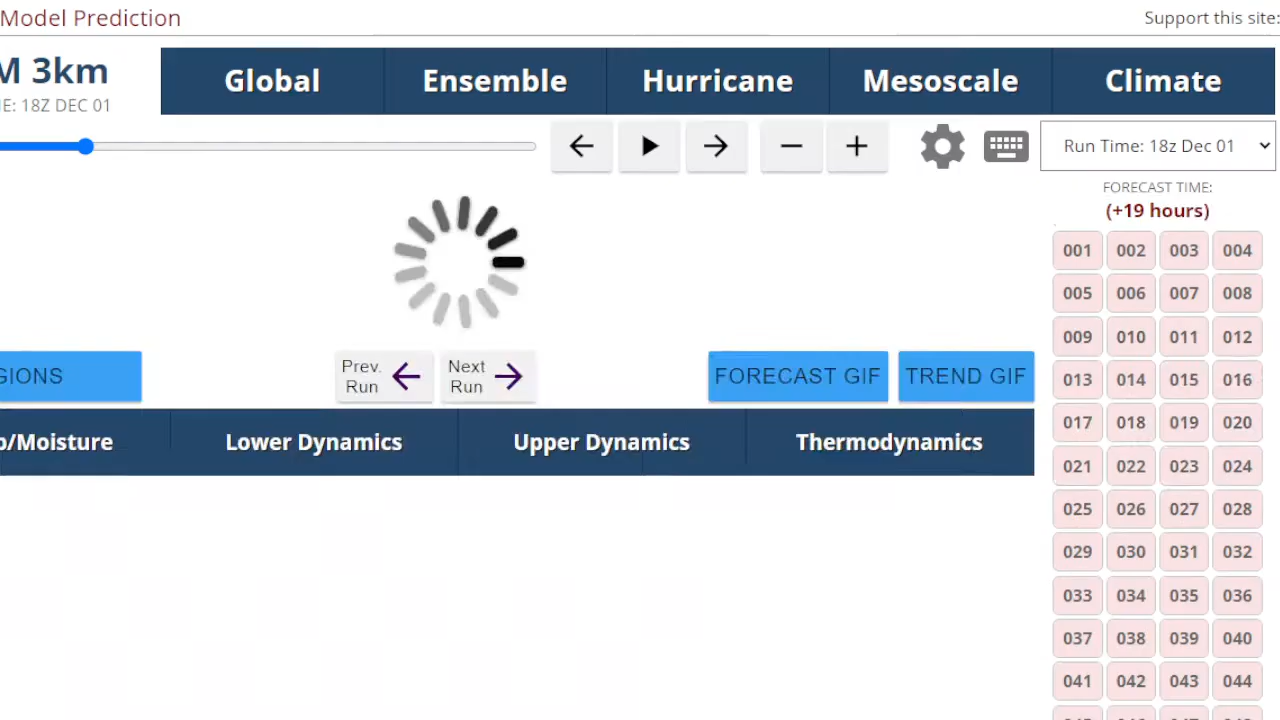 Model Prediction
Support this site:
M 3km
E: 18Z DEC 01
Global
Ensemble
Hurricane
Mesoscale
Climate
Run Time: 18z Dec 01
FORECAST TIME:
(+19 hours)
001 002 003 004
005 006 007 008
009 010 011 012
013 014 015 016
017 018 019 020
021 022 023 024
025 026 027 028
029 030 031 032
033 034 035 036
037 038 039 040
041 042 043 044
GIONS
Prev.
Run
Next
Run
FORECAST GIF
TREND GIF
p/Moisture
Lower Dynamics
Upper Dynamics
Thermodynamics